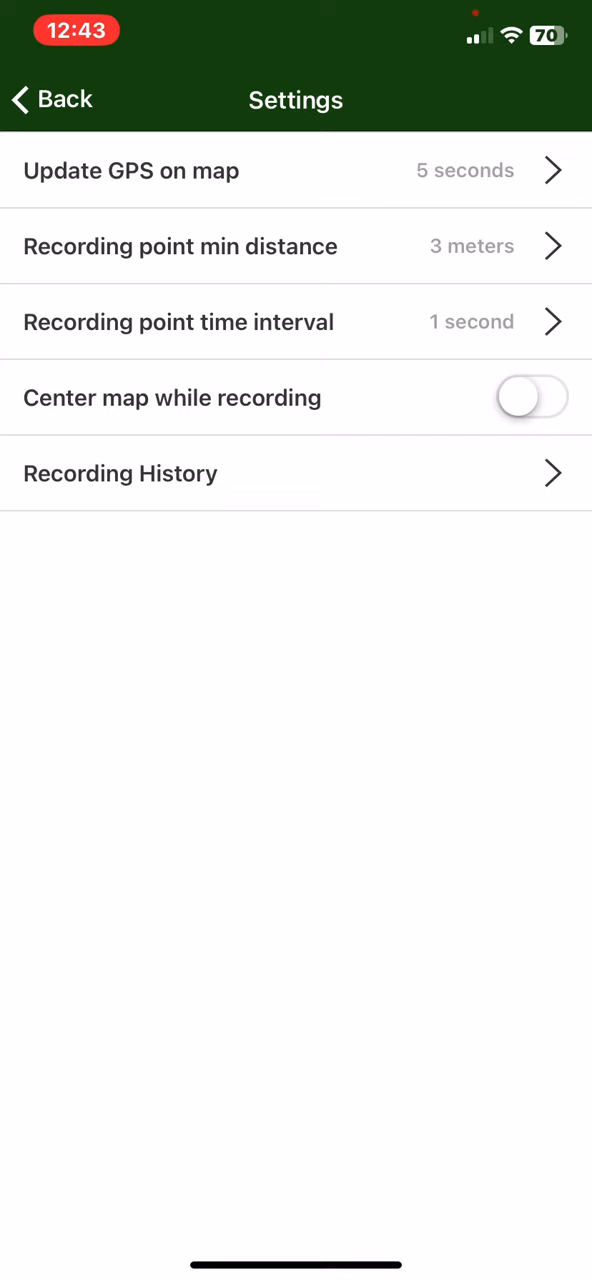 12:43
70
Back
Settings
Update GPS on map 5 seconds
Recording point min distance 3 meters
Recording point time interval 1 second
Center map while recording
Recording History